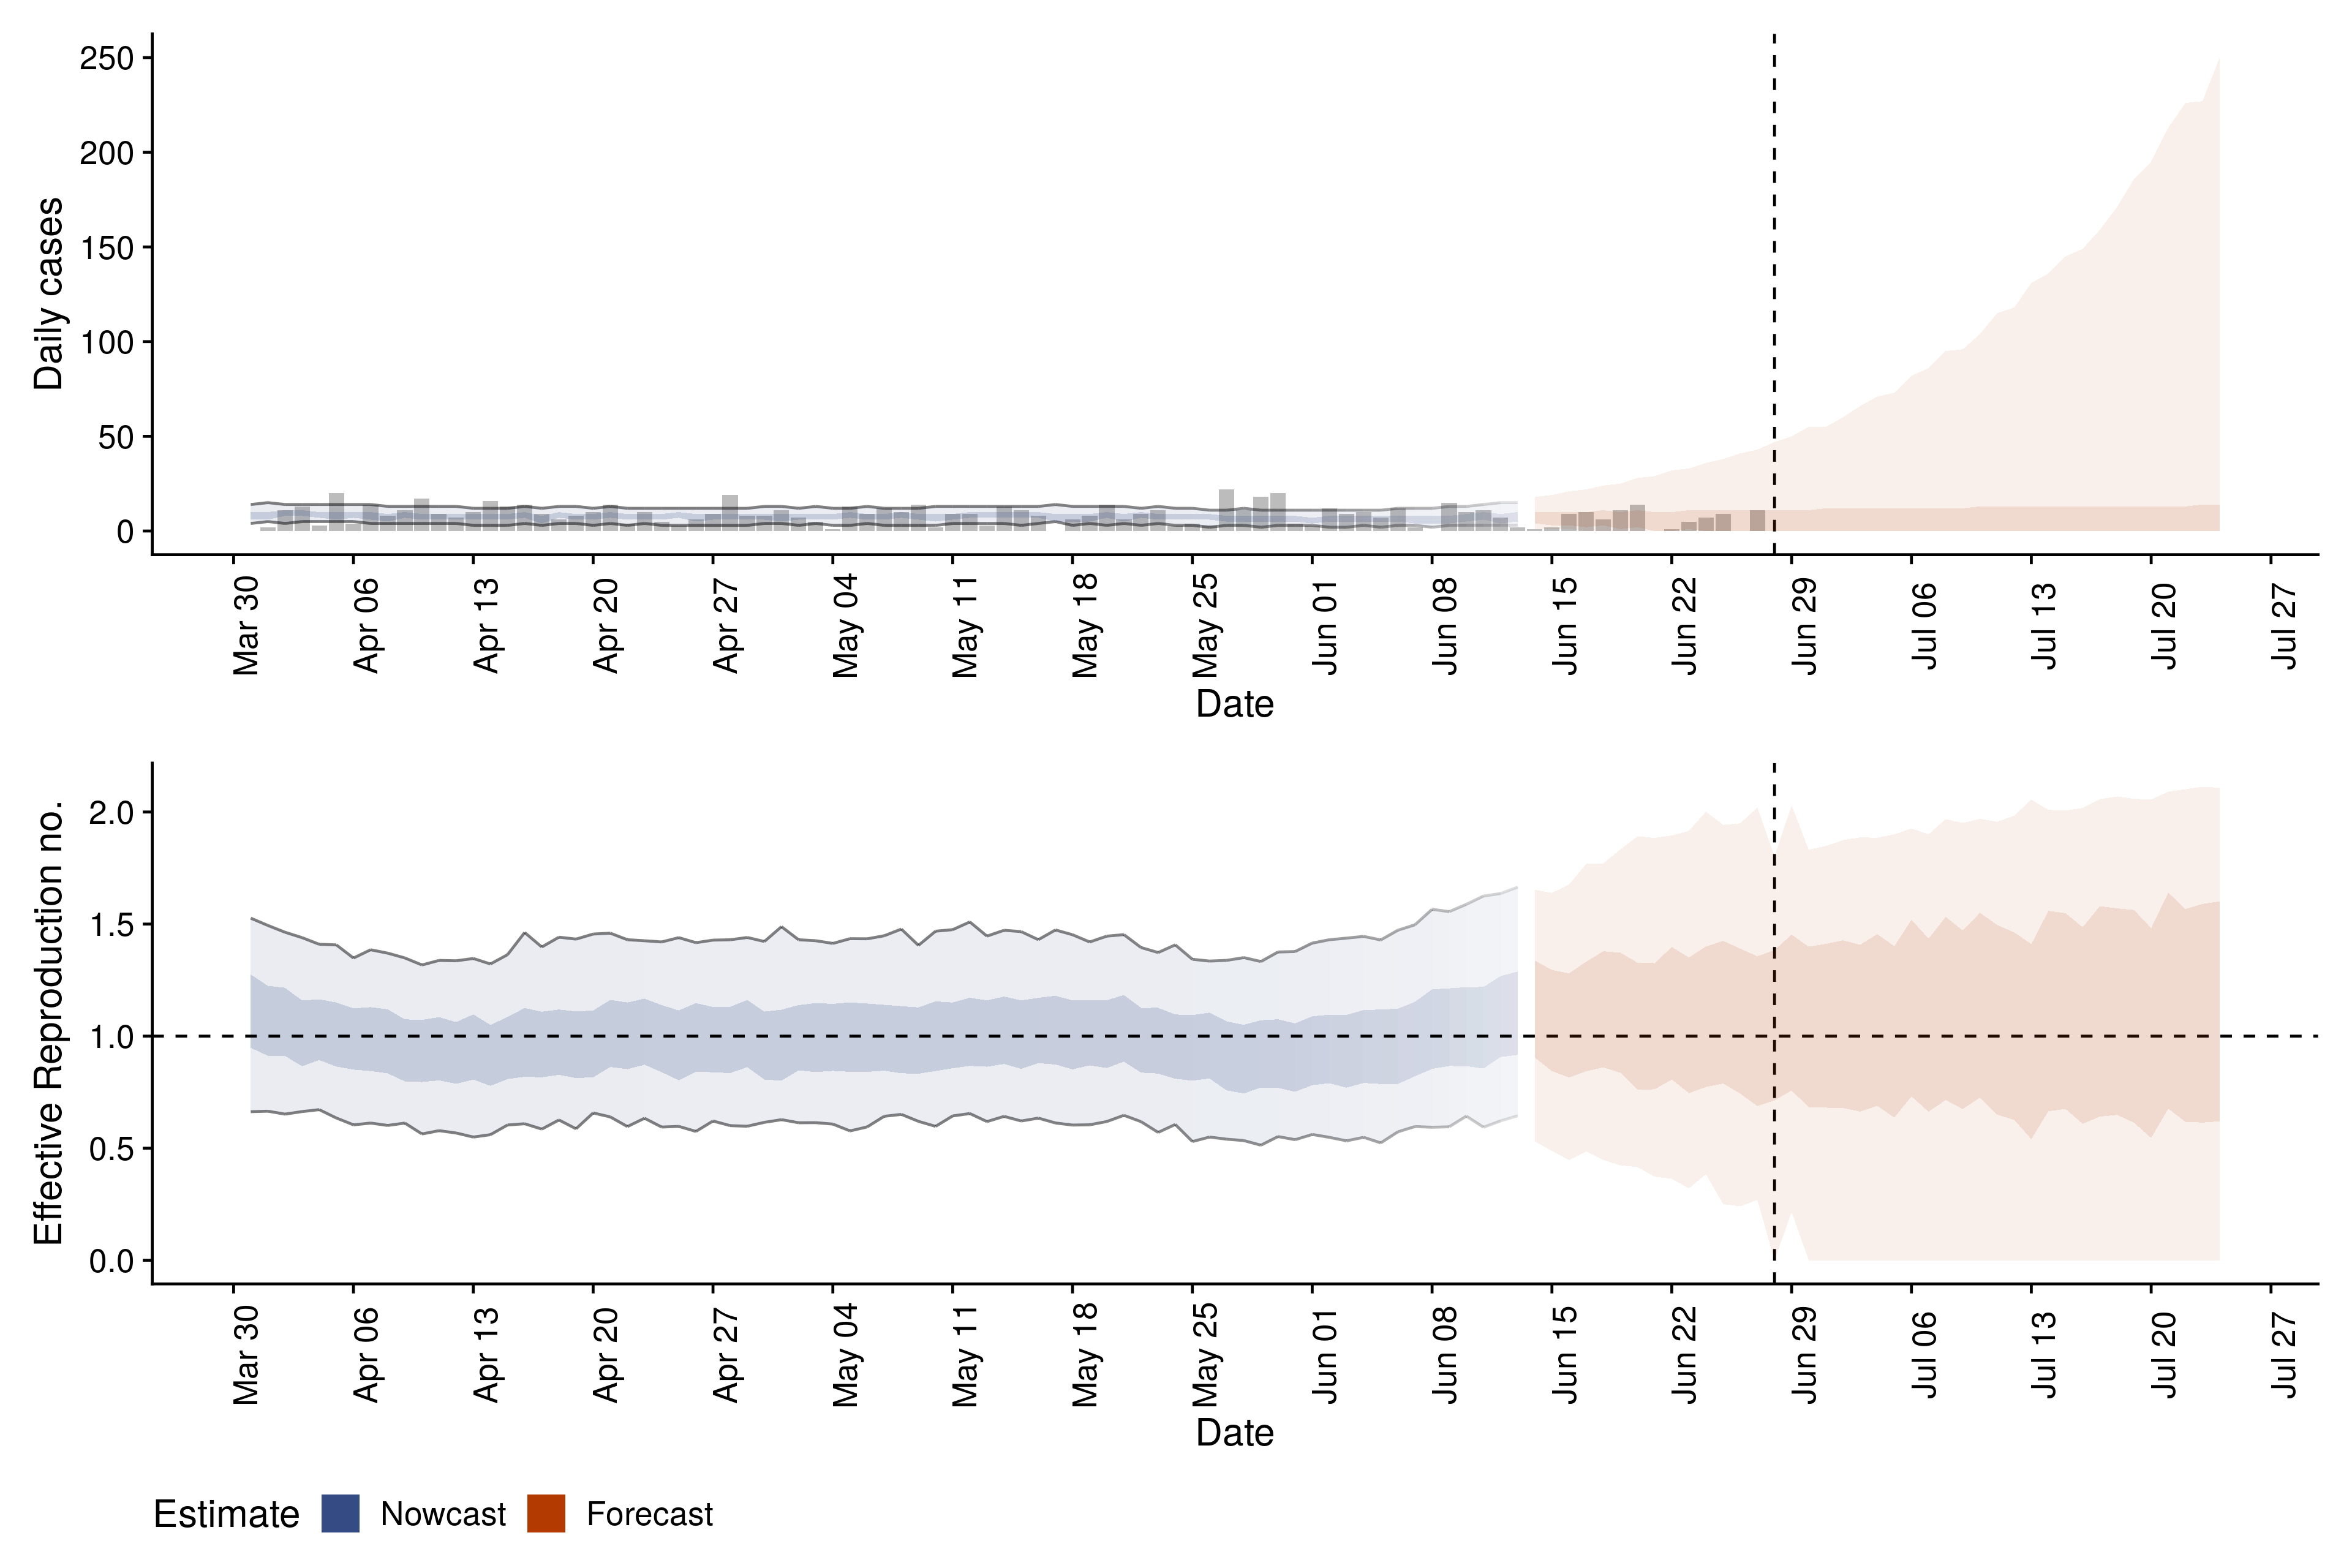 Daily cases
250
200
150
100
50
0
Mar 30
Apr 06
Apr 13
Apr 20
Apr 27
May 04
May 11
May 18
May 25
Jun 01
Jun 08
Jun 15
Jun 22
Jun 29
Jul 06
Jul 13
Jul 20
Jul 27
Date
Effective Reproduction no.
2.0
1.5
1.0
0.5
0.0
Mar 30
Apr 06
Apr 13
Apr 20
Apr 27
May 04
May 11
May 18
May 25
Jun 01
Jun 08
Jun 15
Jun 22
Jun 29
Jul 06
Jul 13
Jul 20
Jul 27
Date
Estimate Nowcast Forecast